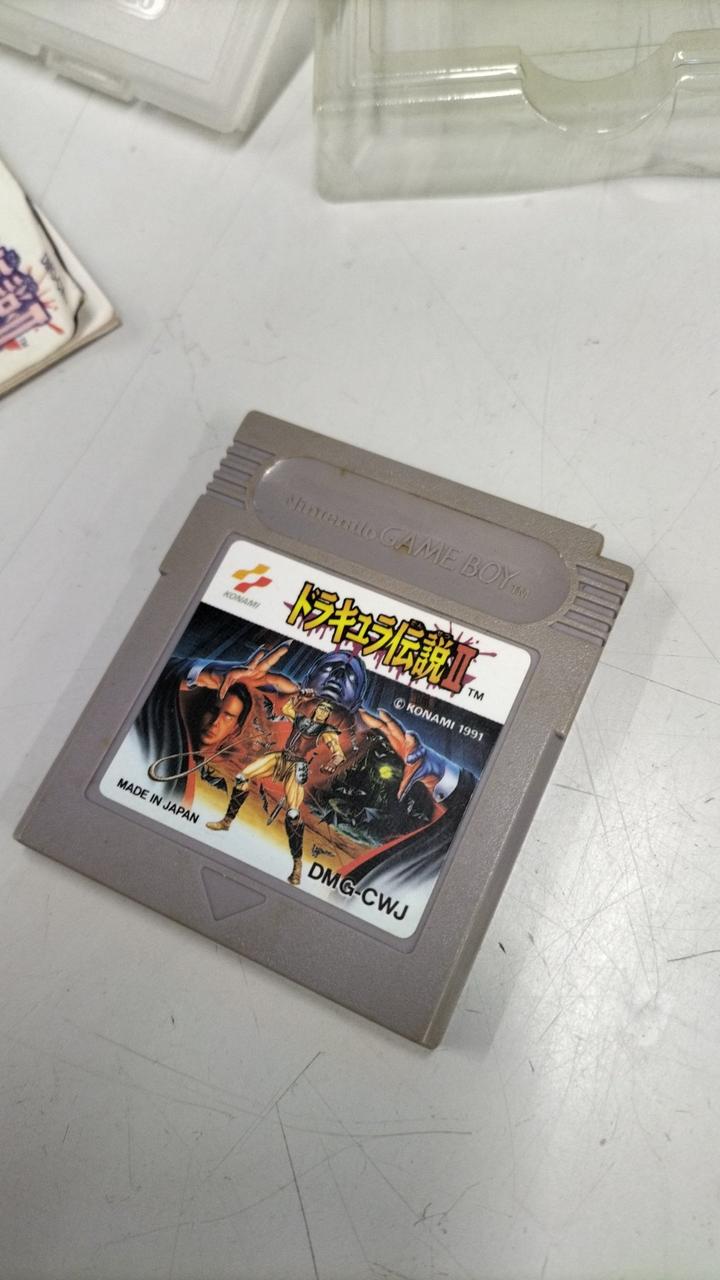 Nintendo GAME BOY TM
KONAMI
ドラキュラ伝説II TM
© KONAMI 1991
MADE IN JAPAN
DMG-CWJ